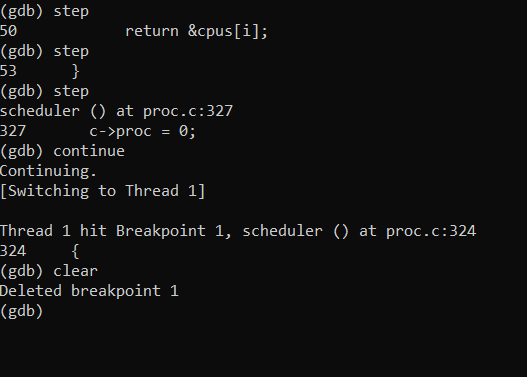 (gdb) step
50            return &cpus[i];
(gdb) step
53      }
(gdb) step
scheduler () at proc.c:327
327       c->proc = 0;
(gdb) continue
Continuing.
[Switching to Thread 1]

Thread 1 hit Breakpoint 1, scheduler () at proc.c:324
324     {
(gdb) clear
Deleted breakpoint 1
(gdb)